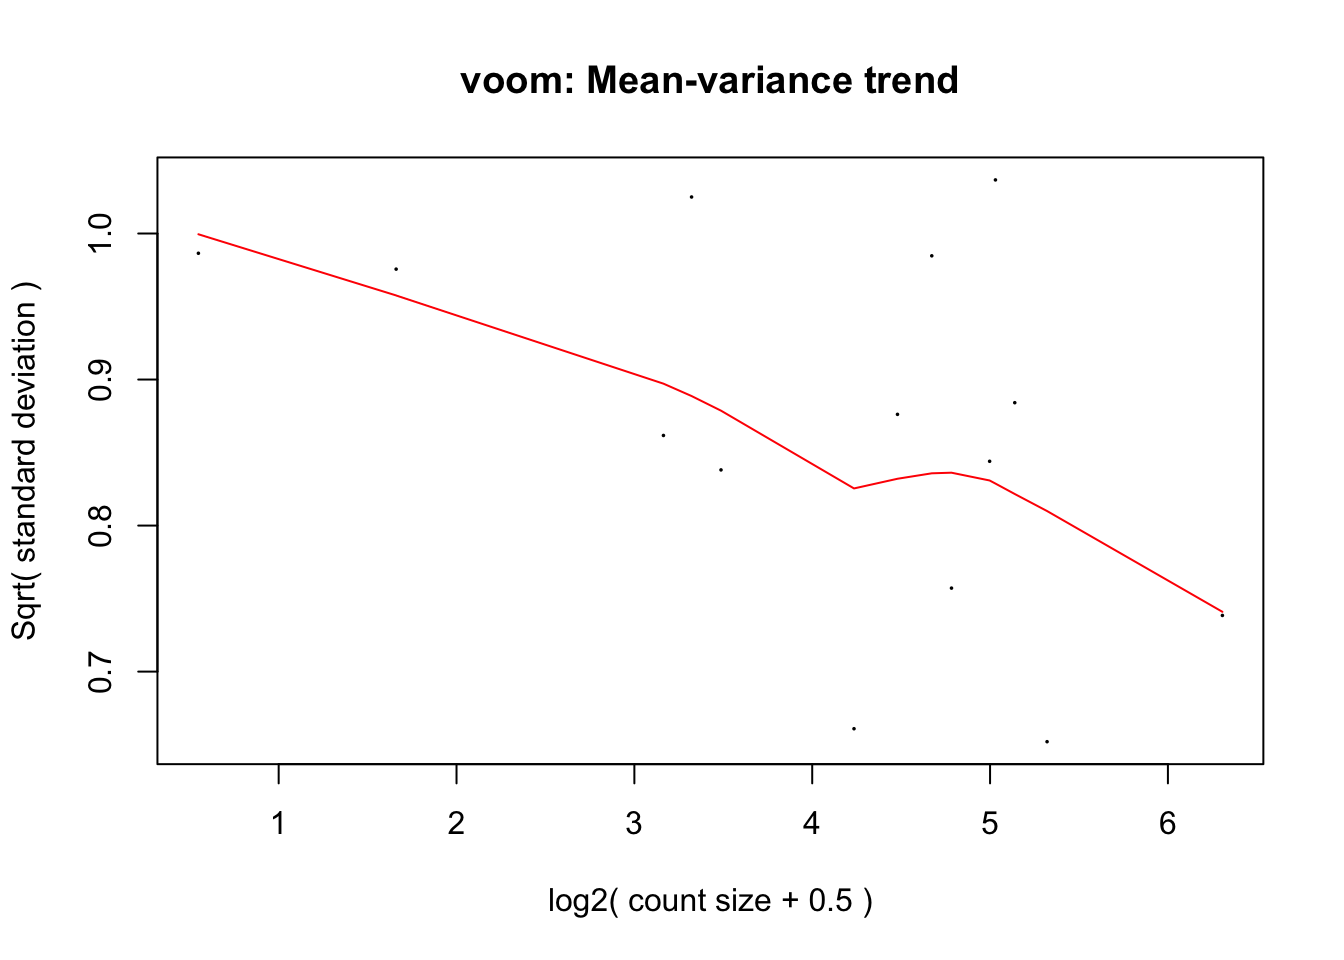 voom: Mean-variance trend
Sqrt( standard deviation )
1.0
0.9
0.8
0.7
1 2 3 4 5 6
log2( count size + 0.5 )